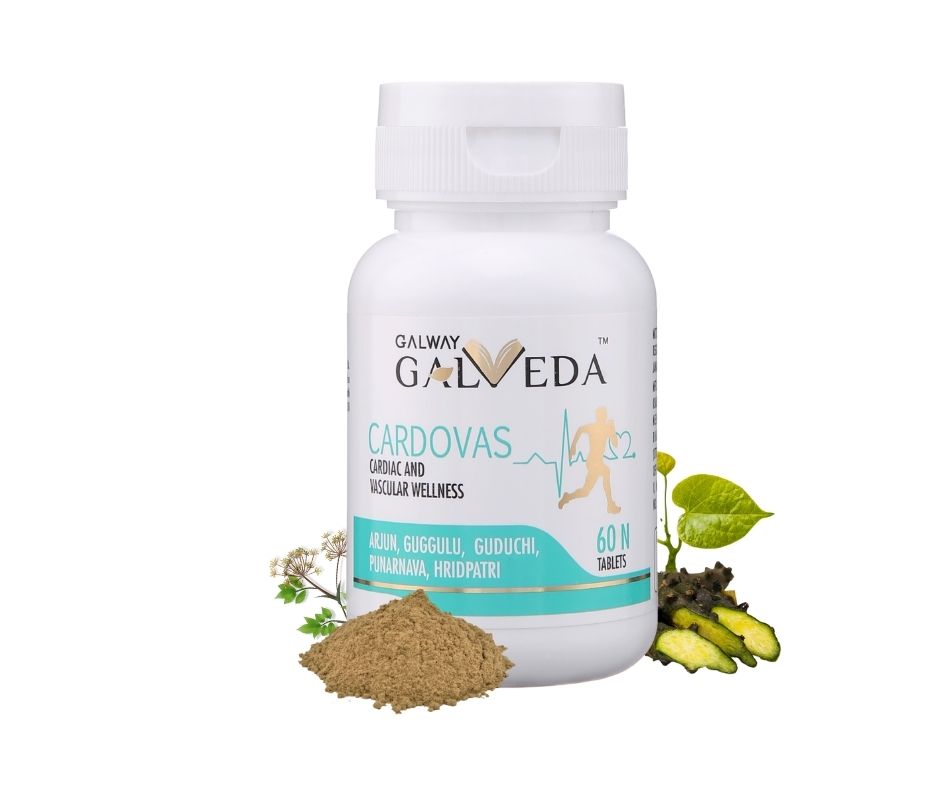 GALWAY
GALVEDA ™
CARDOVAS
CARDIAC AND
VASCULAR WELLNESS
ARJUN, GUGGULU, GUDUCHI,
PUNARNAVA, HRIDPATRI
60 N
TABLETS